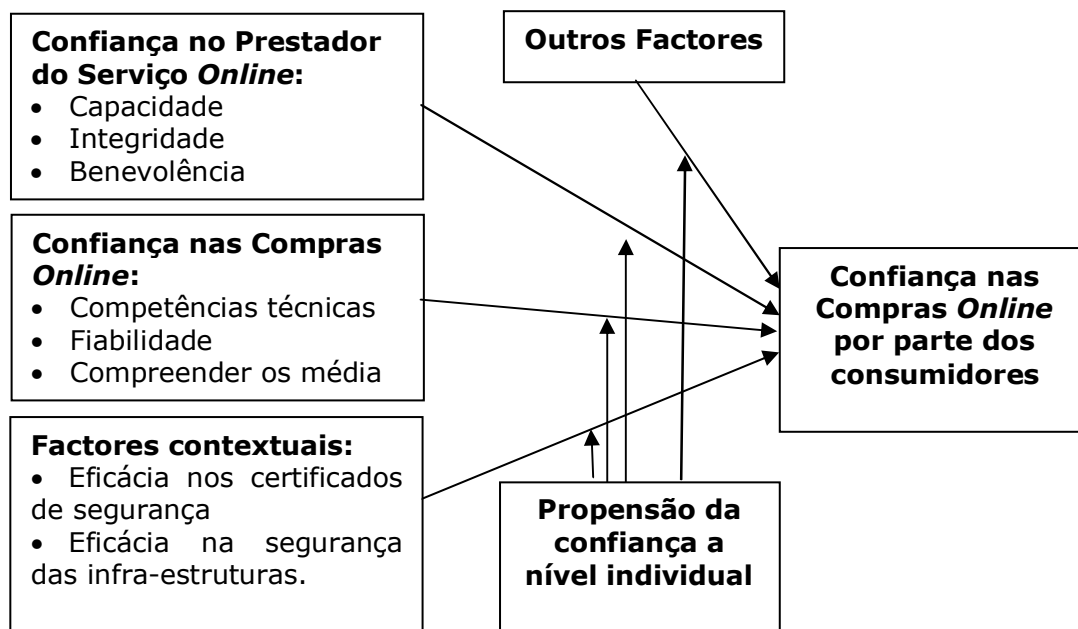 Confiança no Prestador
do Serviço Online:
• Capacidade
• Integridade
• Benevolência
Outros Factores
Confiança nas Compras
Online:
• Competências técnicas
• Fiabilidade
• Compreender os média
Confiança nas
Compras Online
por parte dos
consumidores
Factores contextuais:
• Eficácia nos certificados
de segurança
• Eficácia na segurança
das infra-estruturas.
Propensão da
confiança a
nível individual